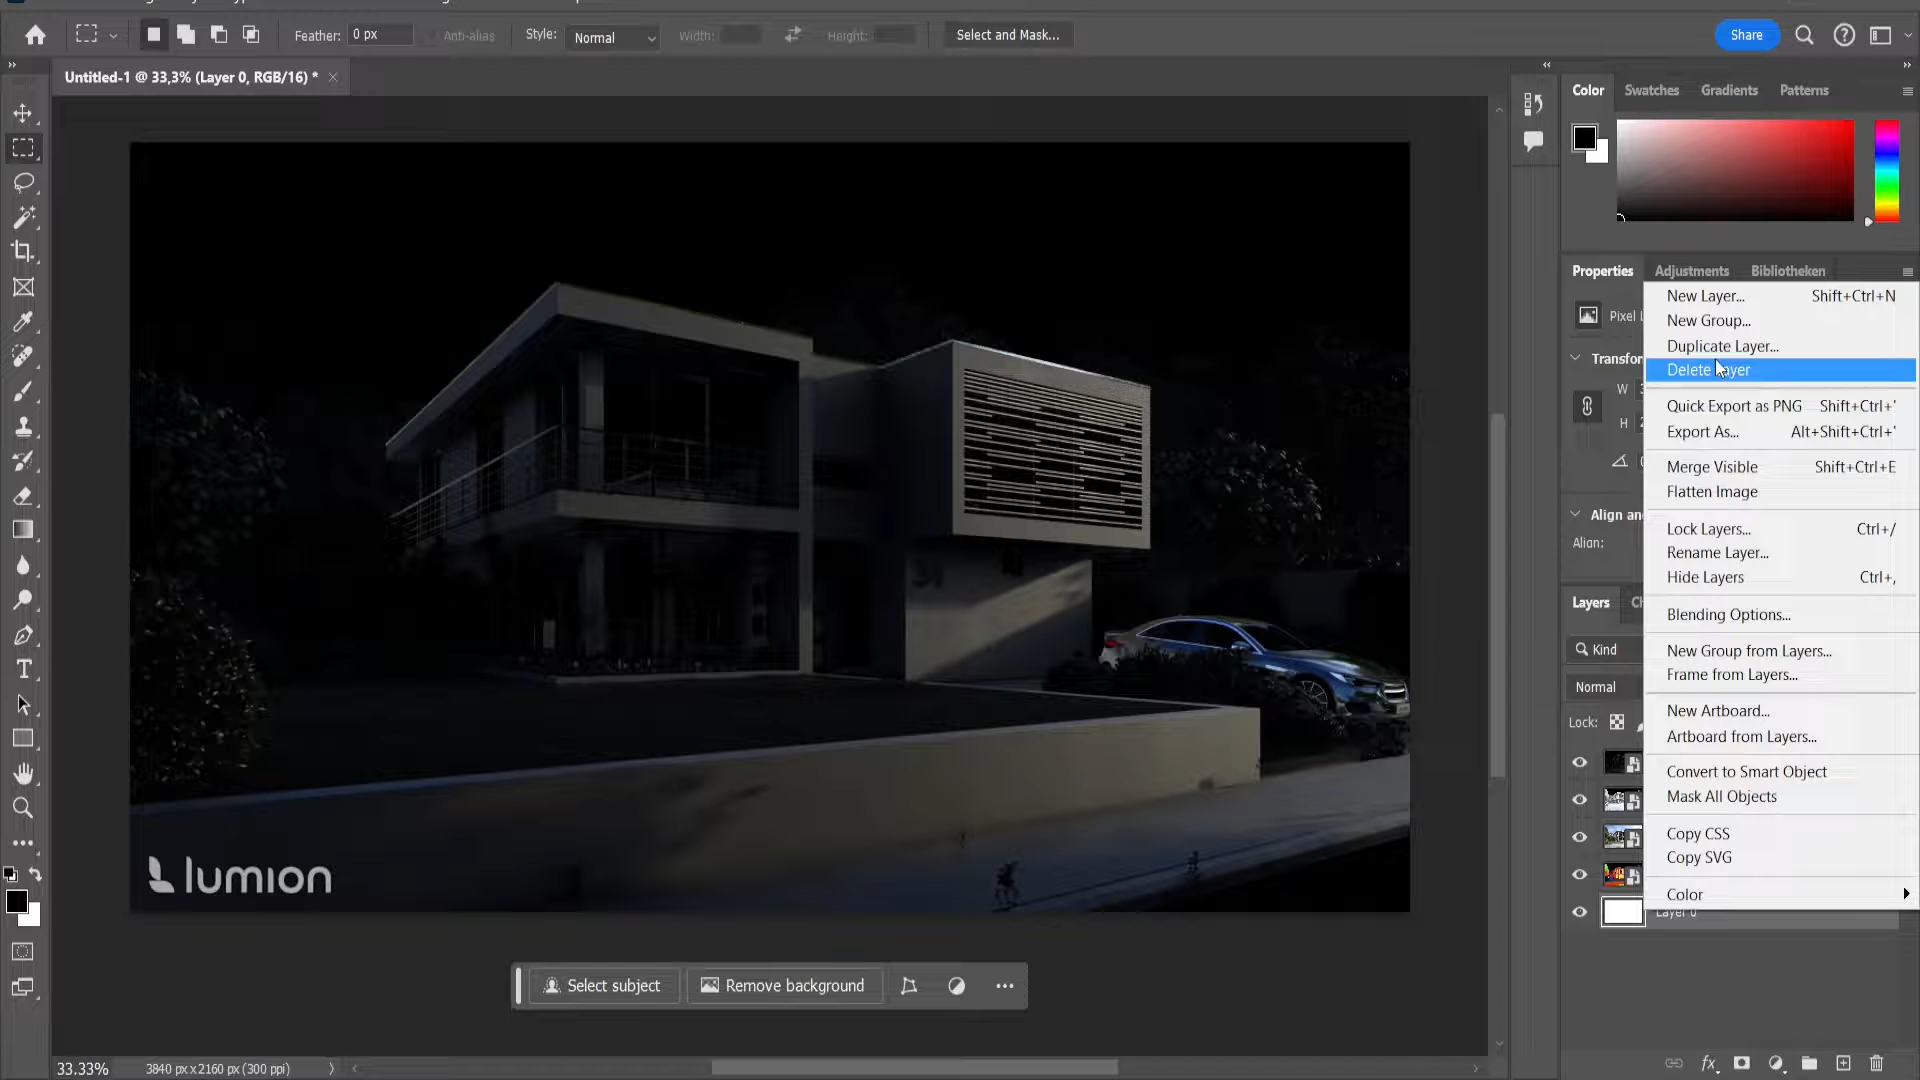 Feather: 0 px
Anti-alias
Style: Normal
Width:
Height:
Select and Mask...
Share
Untitled-1 @ 33,3% (Layer 0, RGB/16) *
Color Swatches Gradients Patterns
Properties Adjustments Bibliotheken
Pixel L
Transfor
W
H
Align an
Align:
New Layer... Shift+Ctrl+N
New Group...
Duplicate Layer...
Delete Layer
Quick Export as PNG Shift+Ctrl+'
Export As... Alt+Shift+Ctrl+'
Merge Visible Shift+Ctrl+E
Flatten Image
Lock Layers... Ctrl+/
Rename Layer...
Hide Layers Ctrl+,
Blending Options...
New Group from Layers...
Frame from Layers...
New Artboard...
Artboard from Layers...
Convert to Smart Object
Mask All Objects
Copy CSS
Copy SVG
Color
Layers
Kind
Normal
Lock:
Layer 0
lumion
Select subject
Remove background
33.33% 3840 px x 2160 px (300 ppi)